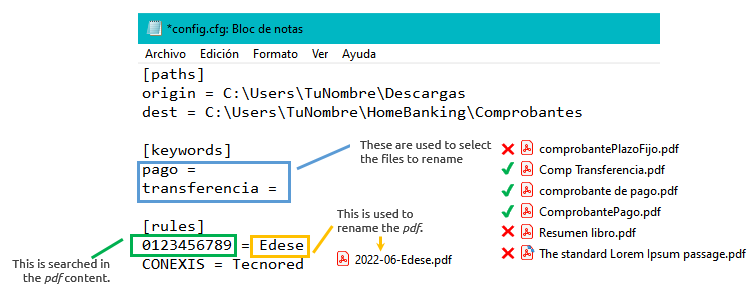 *config.cfg: Bloc de notas
Archivo Edición Formato Ver Ayuda
[paths]
origin = C:\Users\TuNombre\Descargas
dest = C:\Users\TuNombre\HomeBanking\Comprobantes
[keywords]
pago =
transferencia =
These are used to select
the files to rename
comprobantePlazoFijo.pdf
Comp Transferencia.pdf
comprobante de pago.pdf
ComprobantePago.pdf
Resumen libro.pdf
The standard Lorem Ipsum passage.pdf
[rules]
0123456789 = Edese
CONEXIS = Tecnored
This is used to
rename the pdf.
2022-06-Edese.pdf
This is searched in
the pdf content.